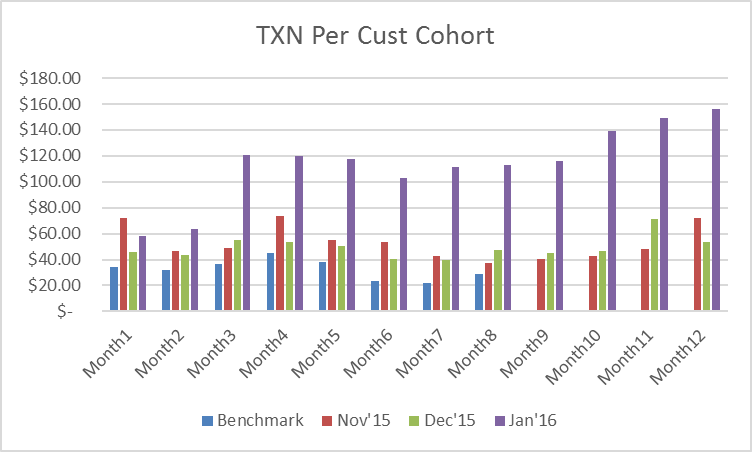 TXN Per Cust Cohort
$180.00
$160.00
$140.00
$120.00
$100.00
$80.00
$60.00
$40.00
$20.00
$-
Month1
Month2
Month3
Month4
Month5
Month6
Month7
Month8
Month9
Month10
Month11
Month12
Benchmark Nov'15 Dec'15 Jan'16